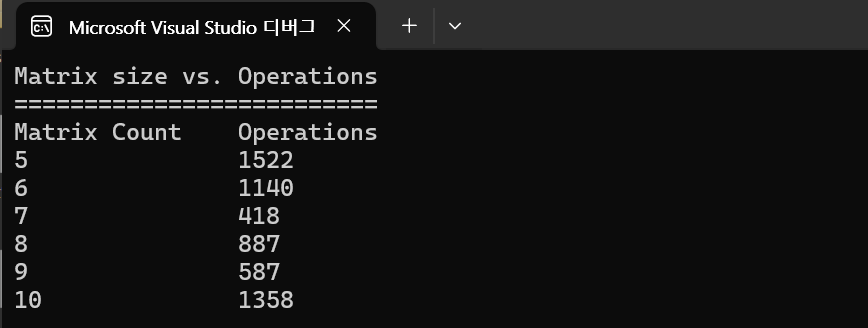 Microsoft Visual Studio 디버그
Matrix size vs. Operations
==========================
Matrix Count    Operations
5               1522
6               1140
7               418
8               887
9               587
10              1358